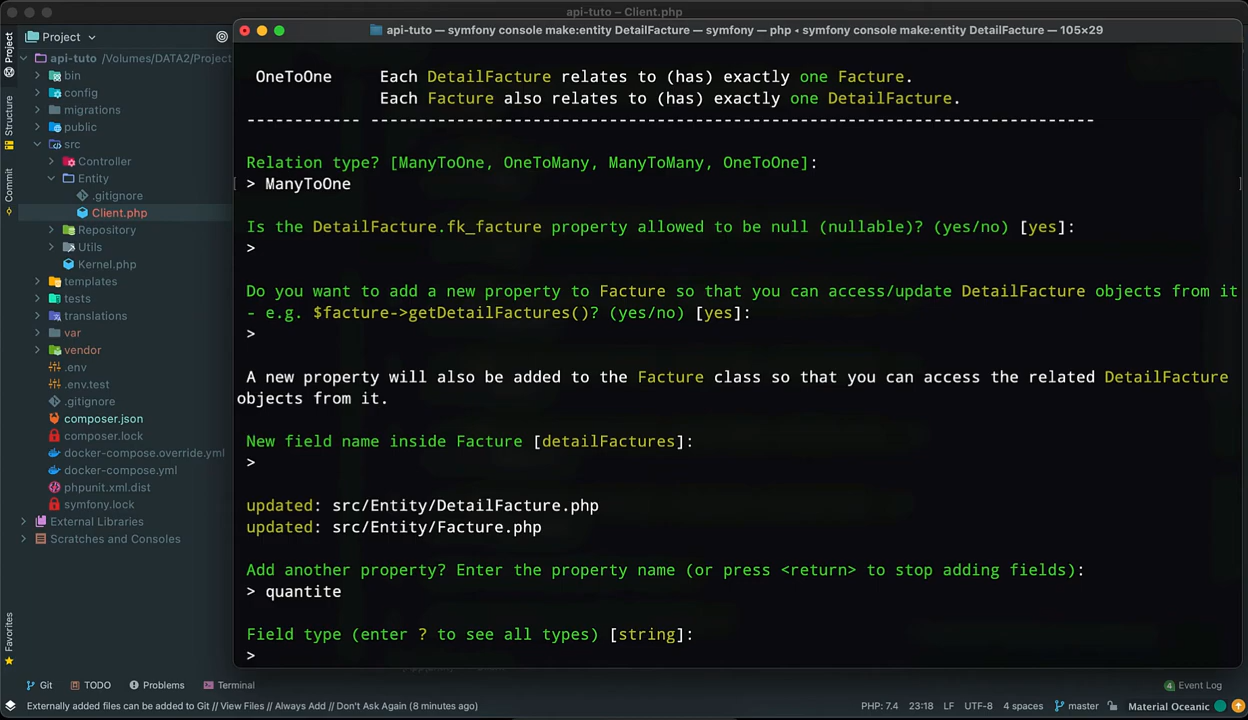 api-tuto – Client.php
Project
api-tuto — symfony console make:entity DetailFacture — symfony — php ◂ symfony console make:entity DetailFacture — 105×29
Project
Structure
Commit
Favorites
api-tuto /Volumes/DATA2/Project
bin
config
migrations
public
src
Controller
Entity
.gitignore
Client.php
Repository
Utils
Kernel.php
templates
tests
translations
var
vendor
.env
.env.test
.gitignore
composer.json
composer.lock
docker-compose.override.yml
docker-compose.yml
phpunit.xml.dist
symfony.lock
External Libraries
Scratches and Consoles
OneToOne Each DetailFacture relates to (has) exactly one Facture.
Each Facture also relates to (has) exactly one DetailFacture.
------------ ----------------------------------------------------------------------------
Relation type? [ManyToOne, OneToMany, ManyToMany, OneToOne]:
> ManyToOne
Is the DetailFacture.fk_facture property allowed to be null (nullable)? (yes/no) [yes]:
>
Do you want to add a new property to Facture so that you can access/update DetailFacture objects from it
- e.g. $facture->getDetailFactures()? (yes/no) [yes]:
>
A new property will also be added to the Facture class so that you can access the related DetailFacture
objects from it.
New field name inside Facture [detailFactures]:
>
updated: src/Entity/DetailFacture.php
updated: src/Entity/Facture.php
Add another property? Enter the property name (or press <return> to stop adding fields):
> quantite
Field type (enter ? to see all types) [string]:
>
Git TODO Problems Terminal 4 Event Log
Externally added files can be added to Git // View Files // Always Add // Don't Ask Again (8 minutes ago) PHP: 7.4 23:18 LF UTF-8 4 spaces master Material Oceanic